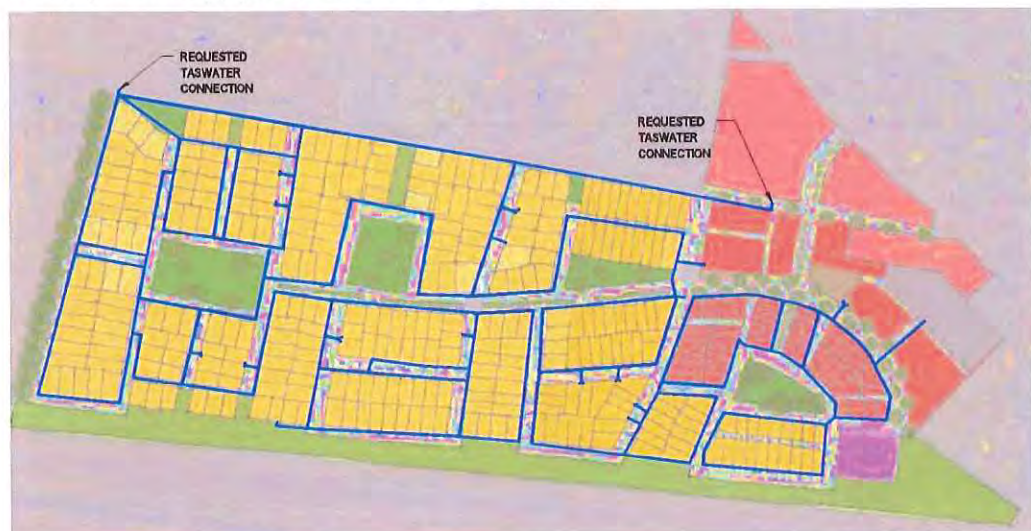 REQUESTED
TASWATER
CONNECTION
REQUESTED
TASWATER
CONNECTION